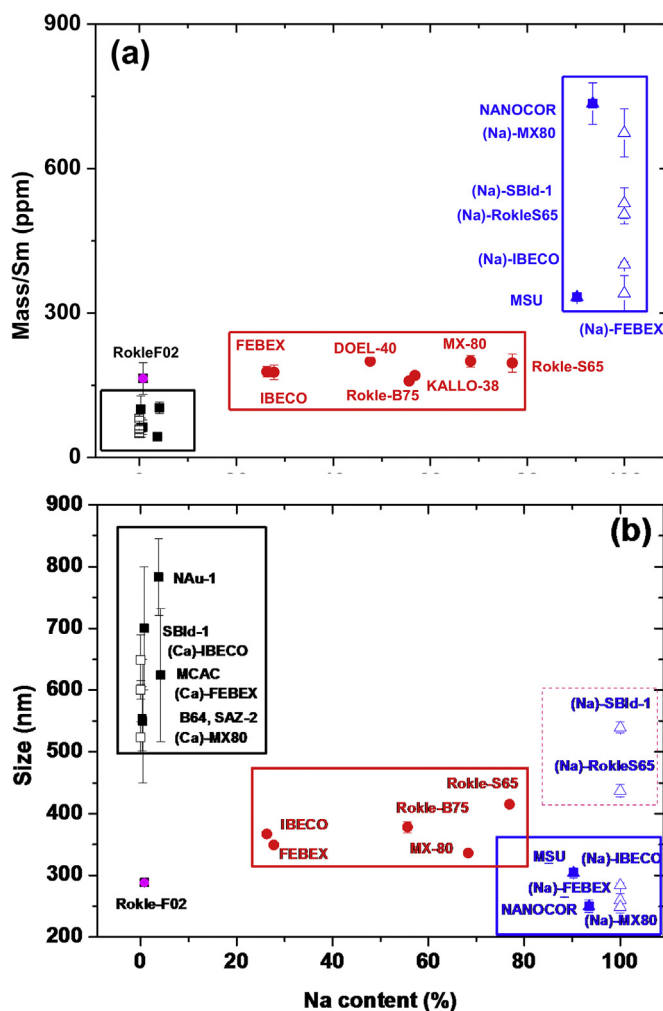 (a)
900
600
300
0
Mass/Sm (ppm)
NANOCOR
(Na)-MX80
(Na)-SBld-1
(Na)-RokleS65
(Na)-IBECO
MSU
(Na)-FEBEX
RokleF02
FEBEX
DOEL-40
MX-80
Rokle-S65
IBECO
Rokle-B75
KALLO-38
(b)
900
800
700
600
500
400
300
200
Size (nm)
NAu-1
SBld-1
(Ca)-IBECO
MCAC
(Ca)-FEBEX
B64, SAZ-2
(Ca)-MX80
(Na)-SBld-1
(Na)-RokleS65
Rokle-S65
Rokle-B75
IBECO
MX-80
FEBEX
MSU
(Na)-IBECO
(Na)-FEBEX
NANOCOR
(Na)-MX80
Rokle-F02
0 20 40 60 80 100
Na content (%)